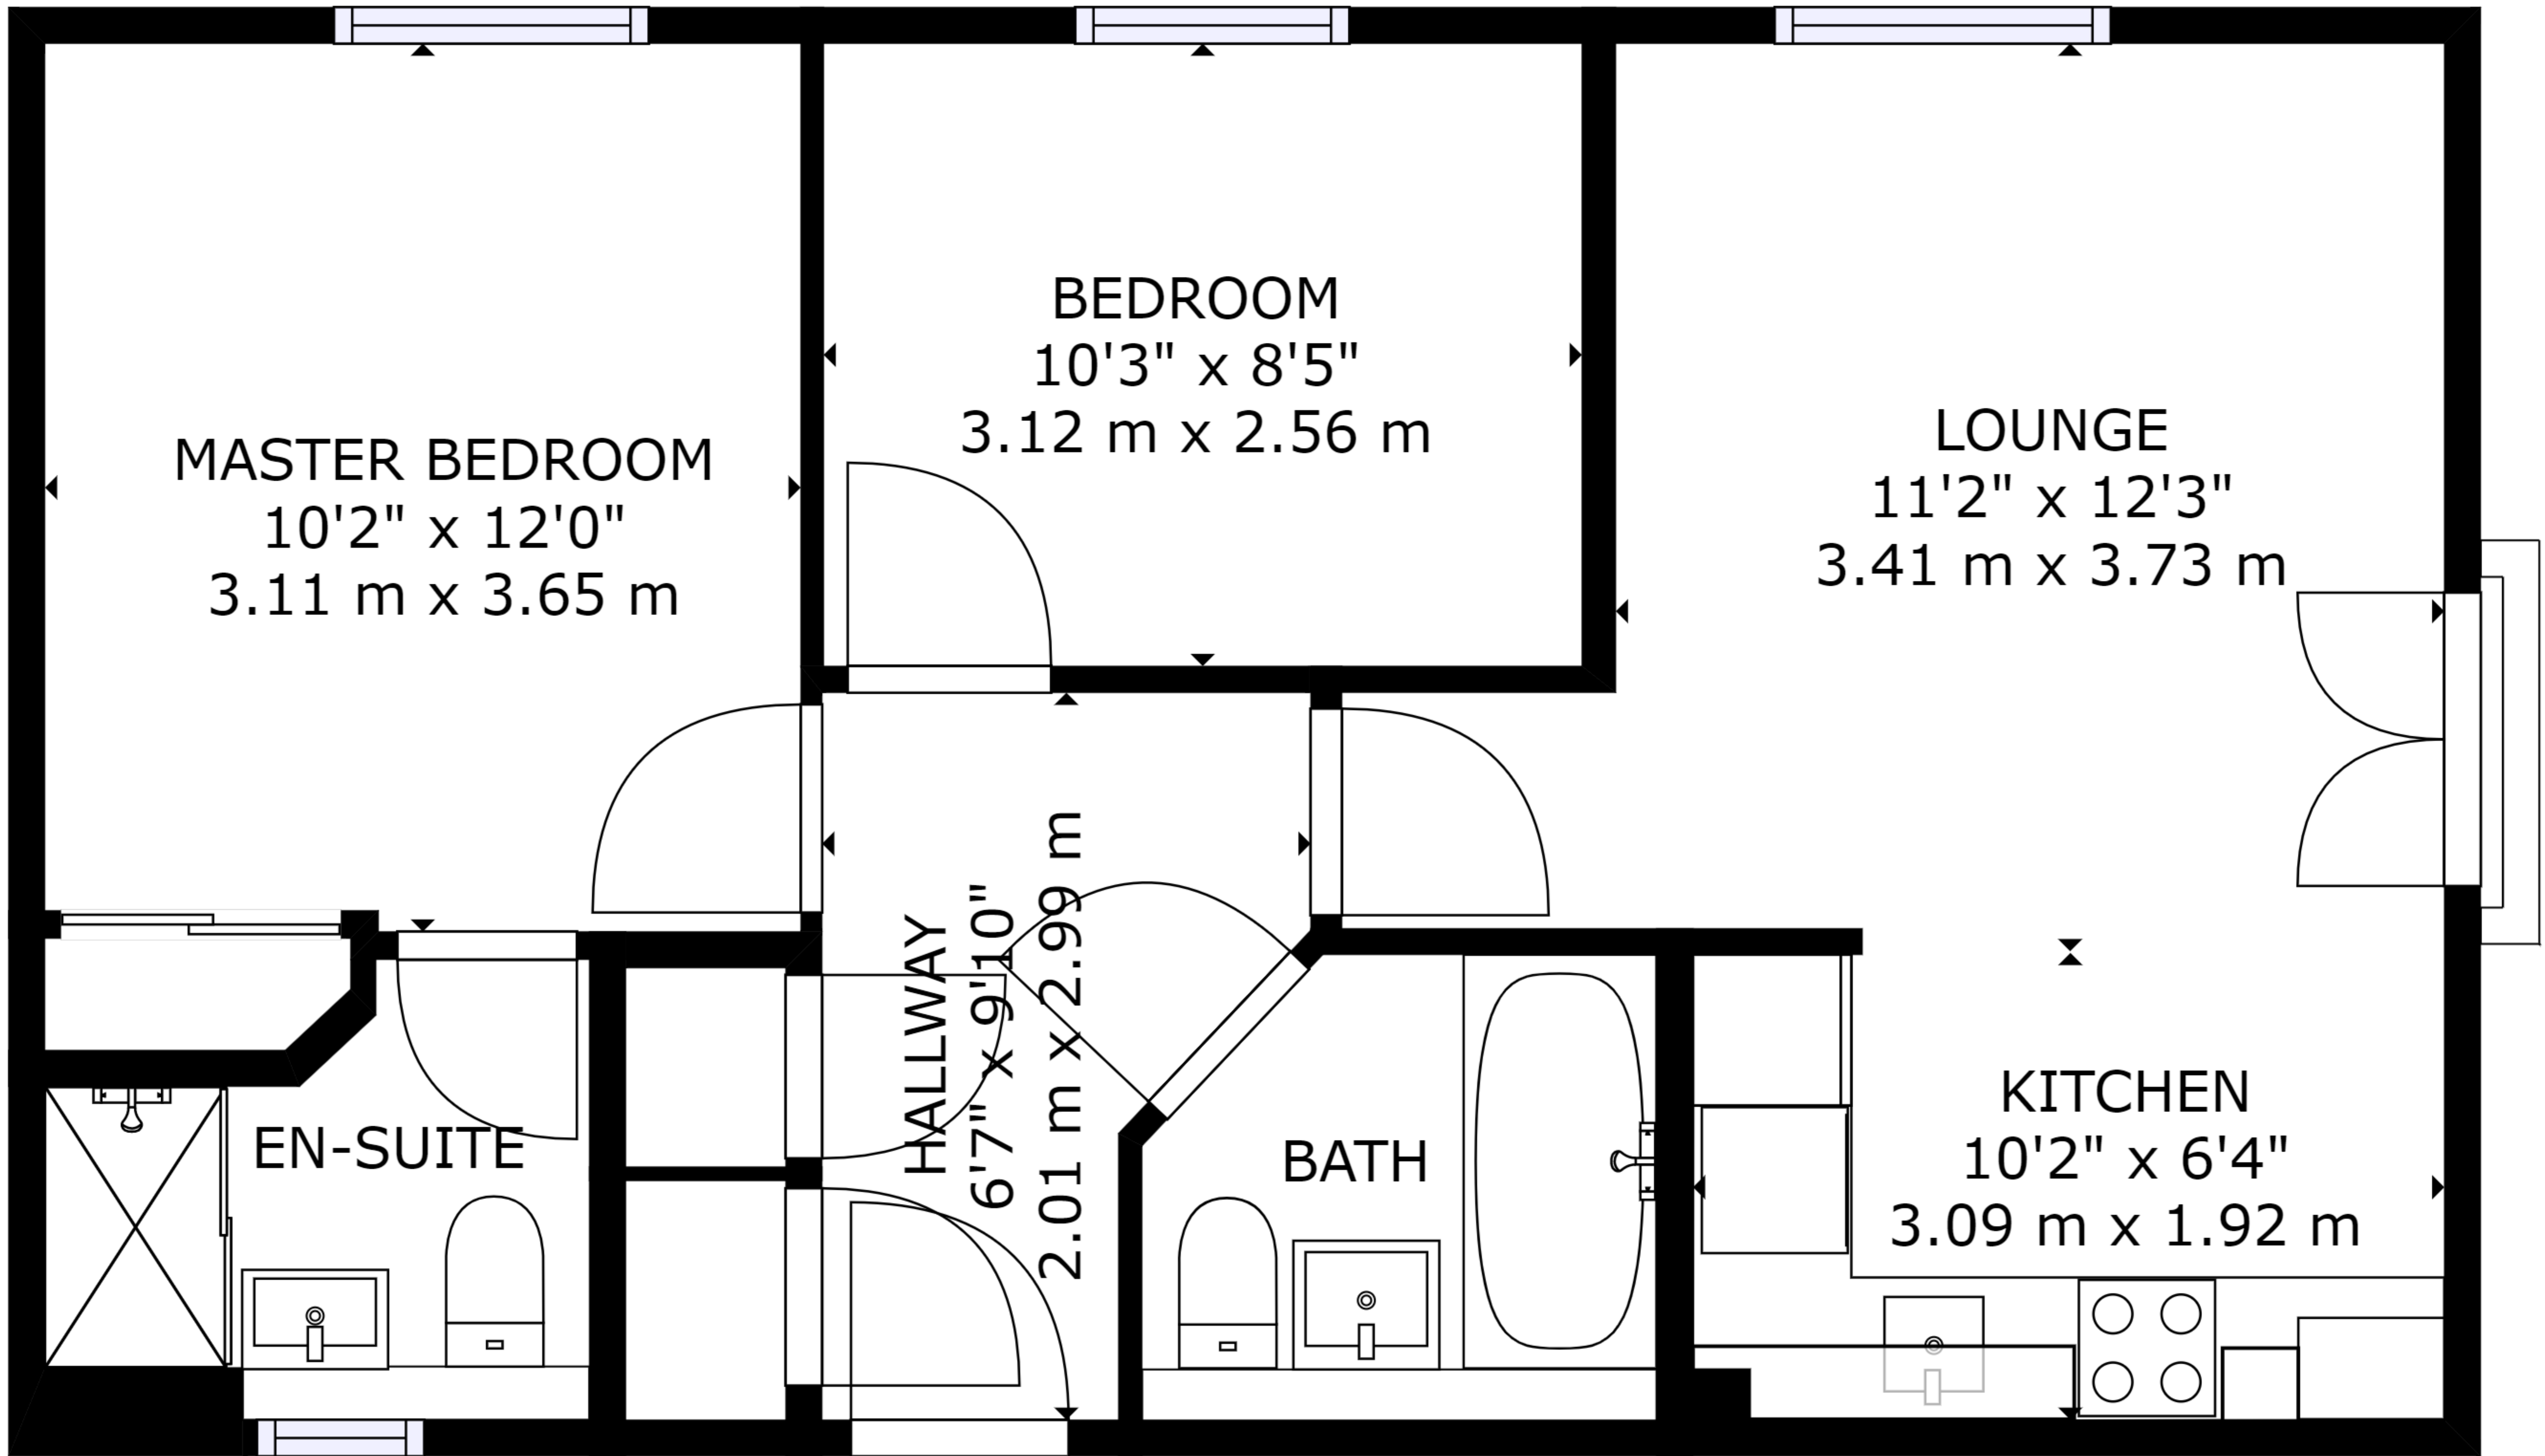 MASTER BEDROOM
10'2" x 12'0"
3.11 m x 3.65 m
BEDROOM
10'3" x 8'5"
3.12 m x 2.56 m
LOUNGE
11'2" x 12'3"
3.41 m x 3.73 m
EN-SUITE
HALLWAY
6'7" x 9'10"
2.01 m x 2.99 m
BATH
KITCHEN
10'2" x 6'4"
3.09 m x 1.92 m